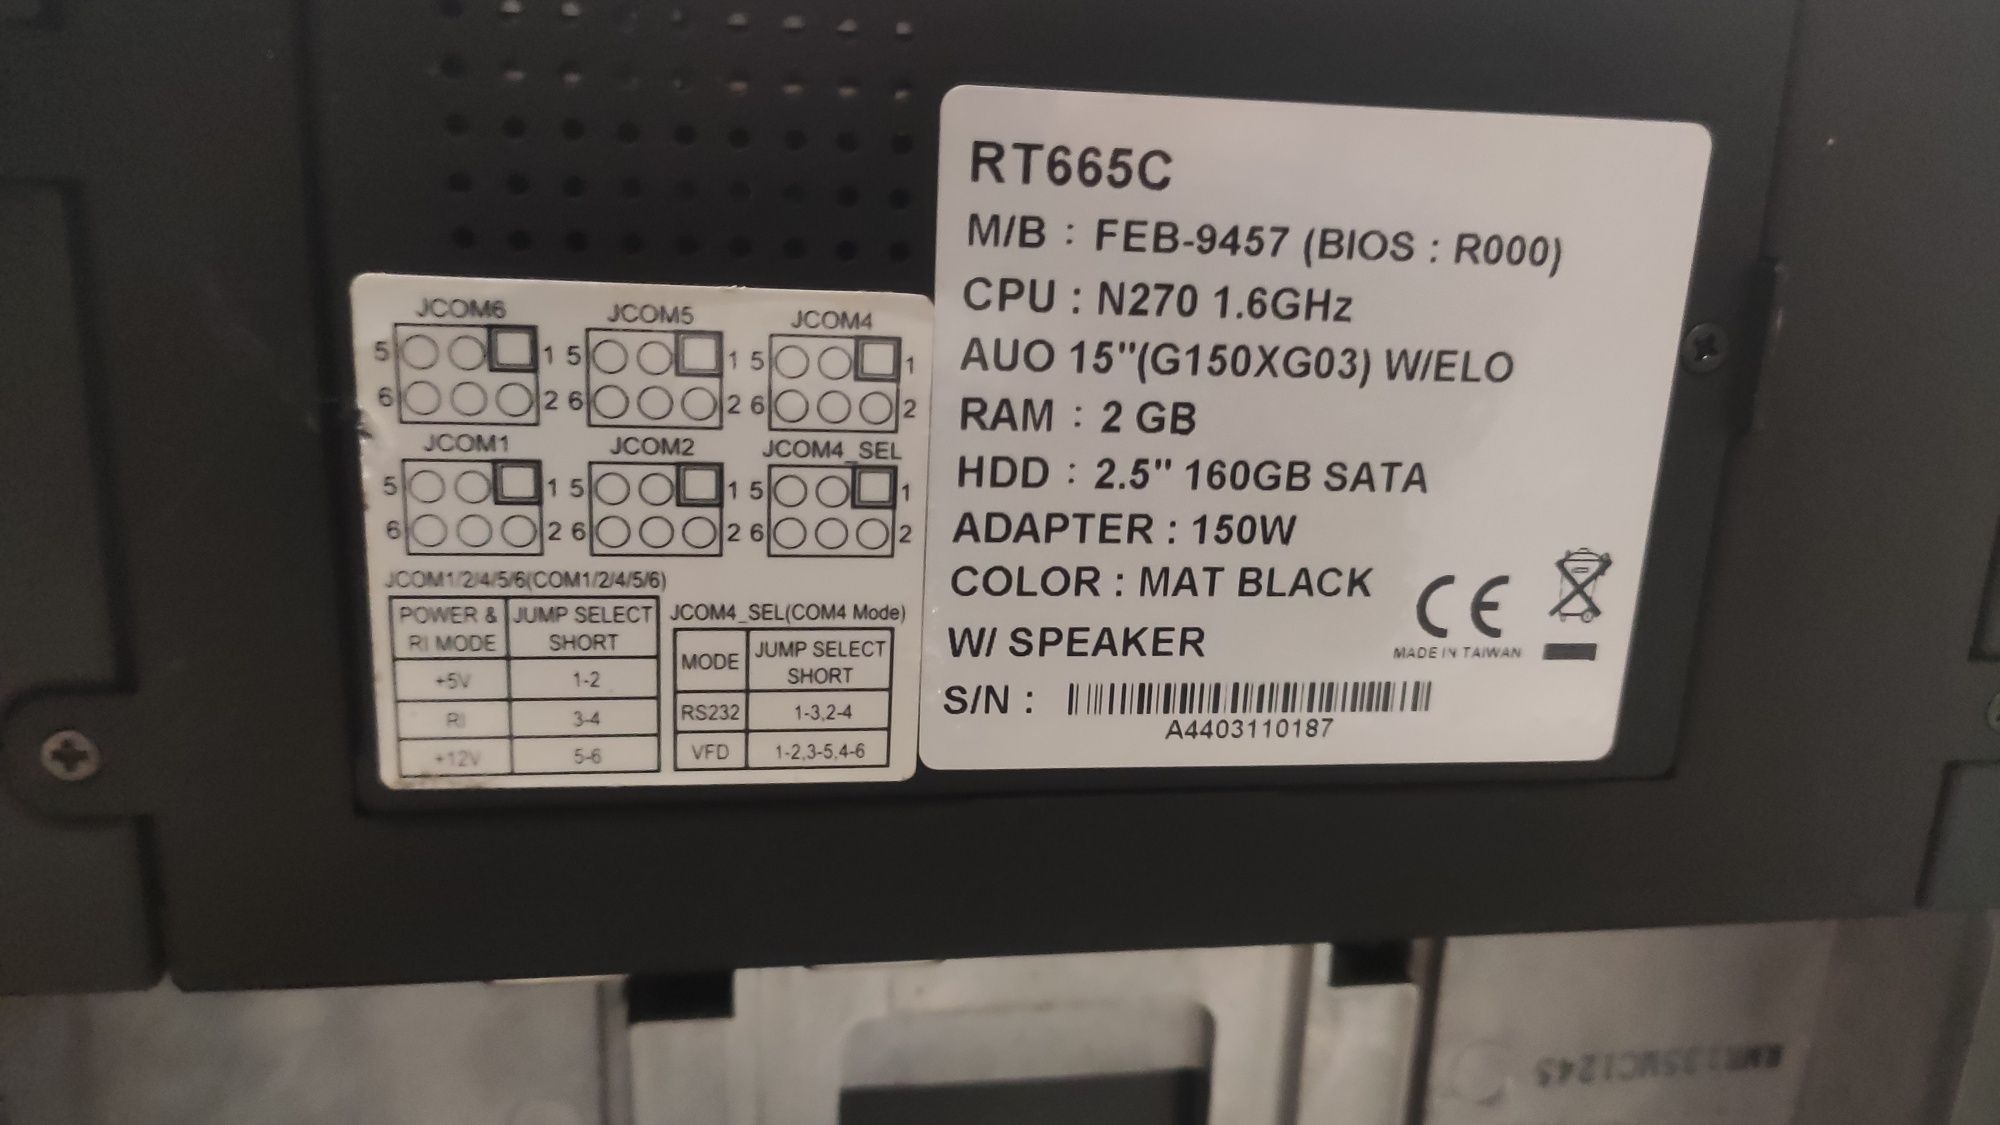 JCOM6
JCOM5
JCOM4
5 1 5 1 5 1
6 2 6 2 6 2
JCOM1
JCOM2
JCOM4_SEL
5 1 5 1 5 1
6 2 6 2 6 2
JCOM1/2/4/5/6(COM1/2/4/5/6)
POWER & RI MODE JUMP SELECT SHORT
+5V 1-2
RI 3-4
+12V 5-6
JCOM4_SEL(COM4 Mode)
MODE JUMP SELECT SHORT
RS232 1-3,2-4
VFD 1-2,3-5,4-6
RT665C
M/B : FEB-9457 (BIOS : R000)
CPU : N270 1.6GHz
AUO 15"(G150XG03) W/ELO
RAM : 2 GB
HDD : 2.5" 160GB SATA
ADAPTER : 150W
COLOR : MAT BLACK
W/ SPEAKER
CE
MADE IN TAIWAN
S/N :
A4403110187